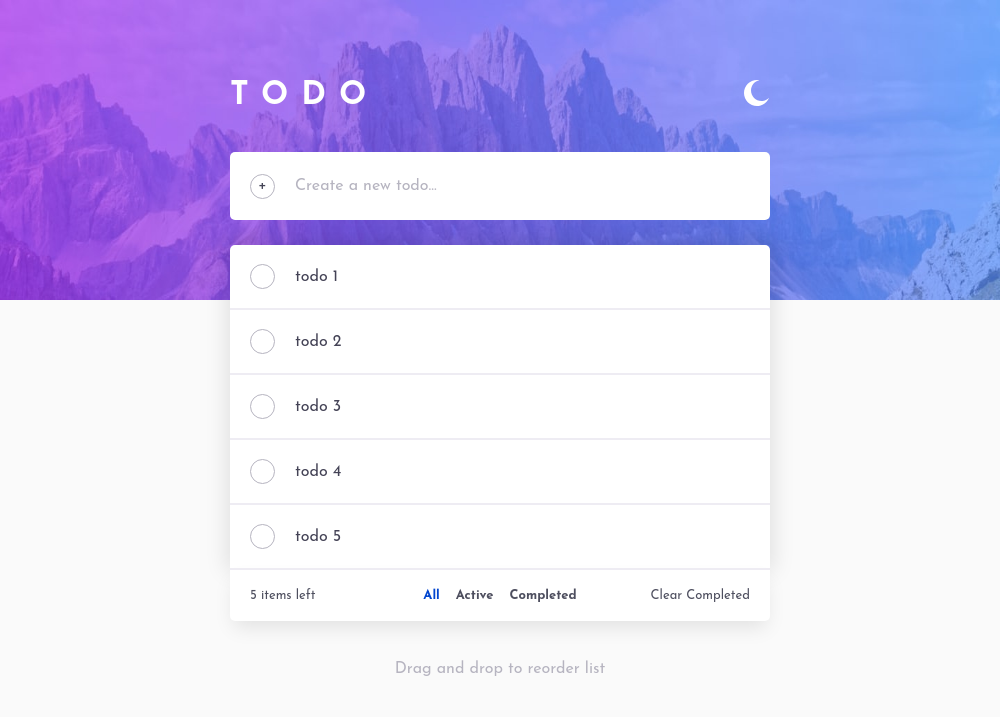 TODO
+ Create a new todo...
todo 1
todo 2
todo 3
todo 4
todo 5
5 items left All Active Completed Clear Completed
Drag and drop to reorder list